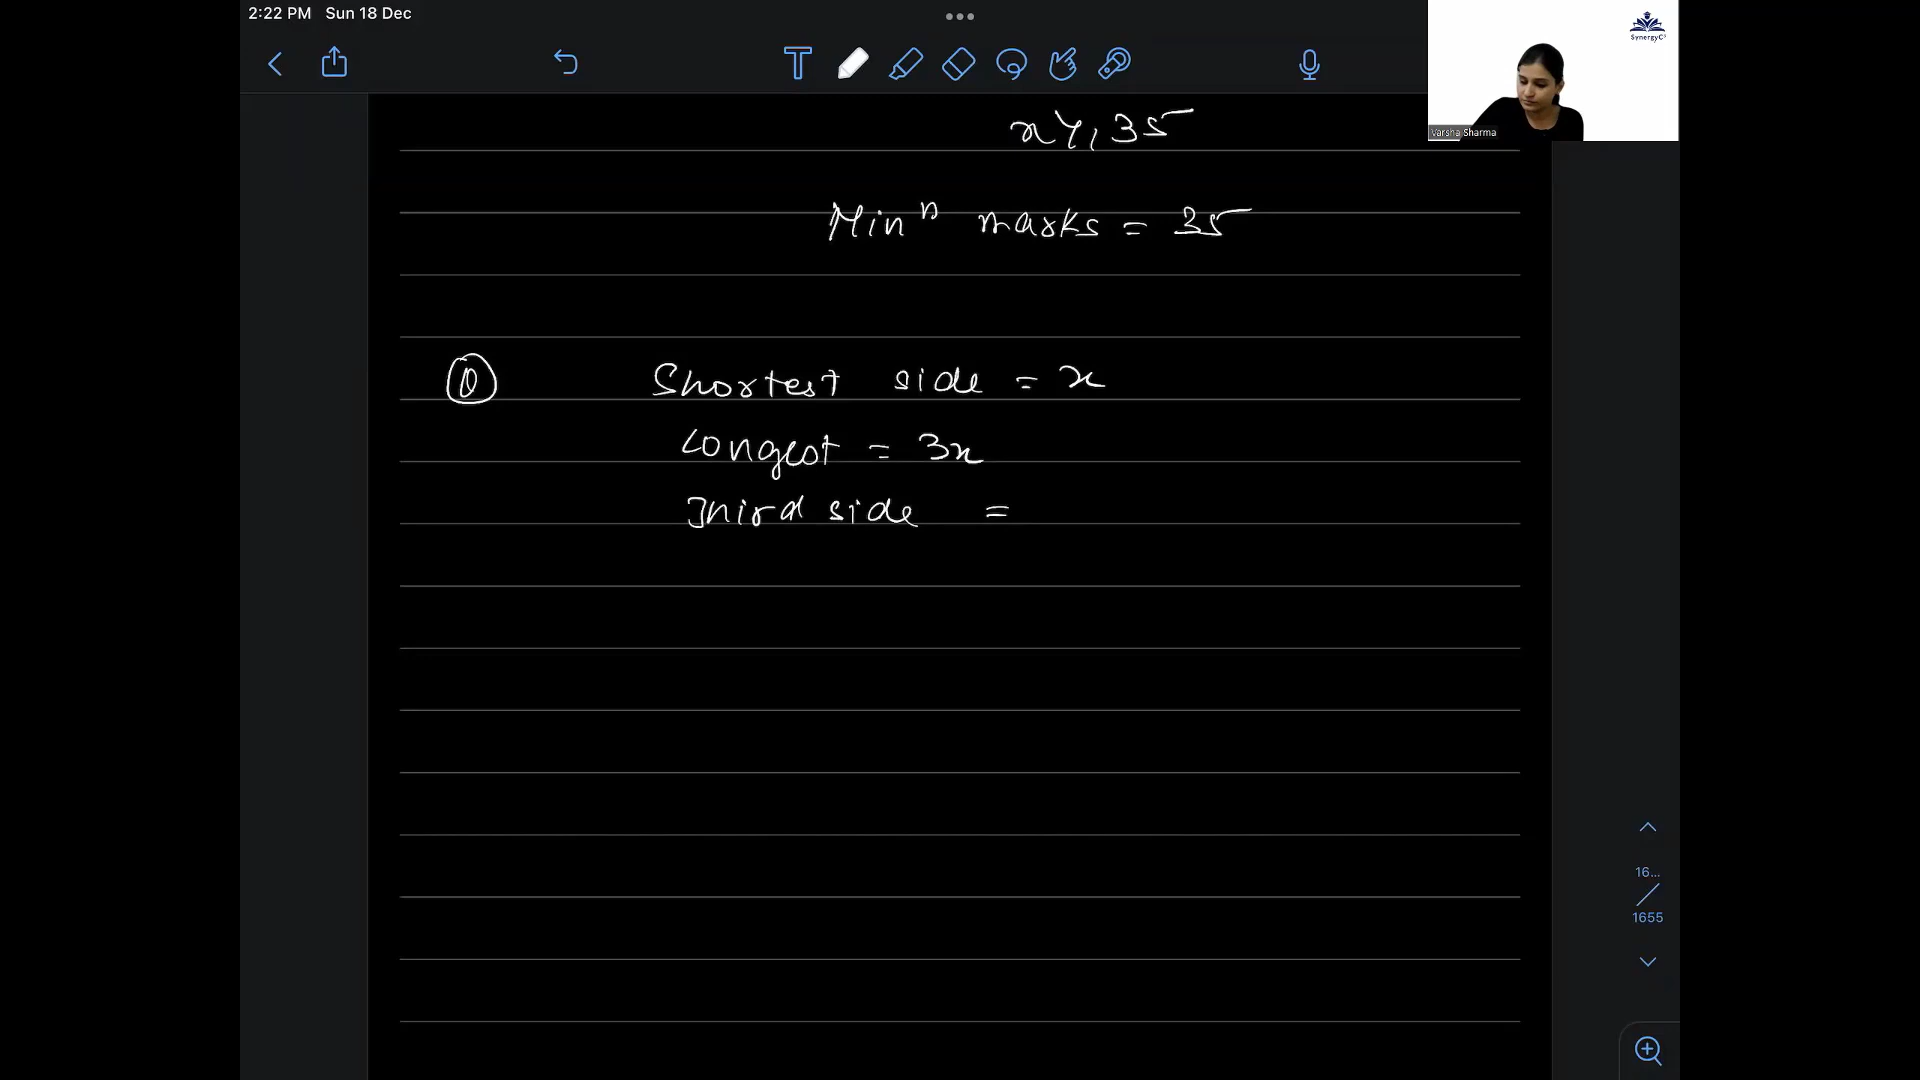 2:22 PM Sun 18 Dec
SynergyC²
Varsha Sharma
x ≥ 35
Minⁿ marks = 35
Q Shortest side = x
Longest = 3x
Third side =
16...
1655